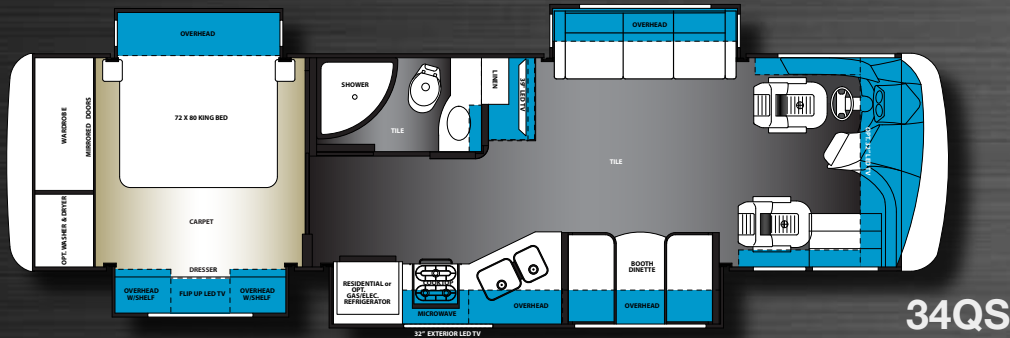 OVERHEAD
OVERHEAD
WARDROBE
MIRRORED DOORS
72 X 80 KING BED
SHOWER
TILE
LINEN
39" LED TV
TILE
OPT. WASHER & DRYER
CARPET
DRESSER
OVERHEAD
W/SHELF
FLIP UP LED TV
OVERHEAD
W/SHELF
RESIDENTIAL or
OPT.
GAS/ELEC.
REFRIGERATOR
COOKTOP
MICROWAVE
OVERHEAD
BOOTH
DINETTE
OVERHEAD
32" EXTERIOR LED TV
34QS